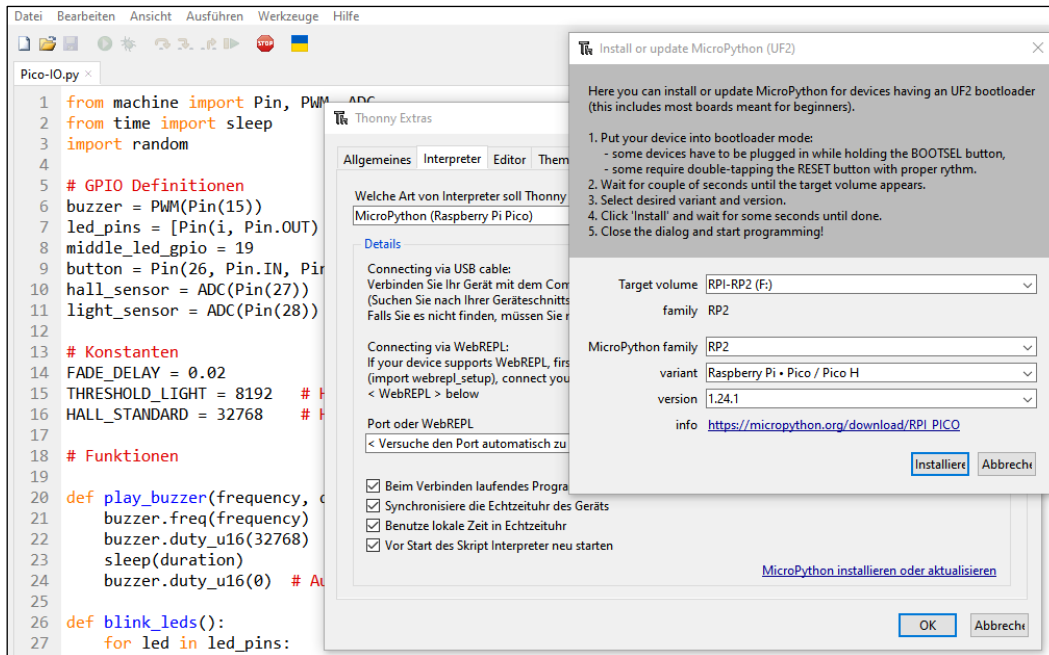 Datei Bearbeiten Ansicht Ausführen Werkzeuge Hilfe
STOP
Pico-IO.py ×
1 from machine import Pin, PWM, ADC
2 from time import sleep
3 import random
4
5 # GPIO Definitionen
6 buzzer = PWM(Pin(15))
7 led_pins = [Pin(i, Pin.OUT)
8 middle_led_gpio = 19
9 button = Pin(26, Pin.IN, Pin
10 hall_sensor = ADC(Pin(27))
11 light_sensor = ADC(Pin(28))
12
13 # Konstanten
14 FADE_DELAY = 0.02
15 THRESHOLD_LIGHT = 8192 # H
16 HALL_STANDARD = 32768 # H
17
18 # Funktionen
19
20 def play_buzzer(frequency, d
21 buzzer.freq(frequency)
22 buzzer.duty_u16(32768)
23 sleep(duration)
24 buzzer.duty_u16(0) # Au
25
26 def blink_leds():
27 for led in led_pins:
Thonny Extras
Allgemeines Interpreter Editor Them
Welche Art von Interpreter soll Thonny
MicroPython (Raspberry Pi Pico)
Details
Connecting via USB cable:
Verbinden Sie Ihr Gerät mit dem Com
(Suchen Sie nach Ihrer Geräteschnitts
Falls Sie es nicht finden, müssen Sie
Connecting via WebREPL:
If your device supports WebREPL, firs
(import webrepl_setup), connect you
< WebREPL > below
Port oder WebREPL
< Versuche den Port automatisch zu
Beim Verbinden laufendes Progra
Synchronisiere die Echtzeituhr des Geräts
Benutze lokale Zeit in Echtzeituhr
Vor Start des Skript Interpreter neu starten
MicroPython installieren oder aktualisieren
OK Abbreche
Install or update MicroPython (UF2)
Here you can install or update MicroPython for devices having an UF2 bootloader
(this includes most boards meant for beginners).
1. Put your device into bootloader mode:
- some devices have to be plugged in while holding the BOOTSEL button,
- some require double-tapping the RESET button with proper rythm.
2. Wait for couple of seconds until the target volume appears.
3. Select desired variant and version.
4. Click 'Install' and wait for some seconds until done.
5. Close the dialog and start programming!
Target volume RPI-RP2 (F:)
family RP2
MicroPython family RP2
variant Raspberry Pi • Pico / Pico H
version 1.24.1
info https://micropython.org/download/RPI_PICO
Installiere Abbreche